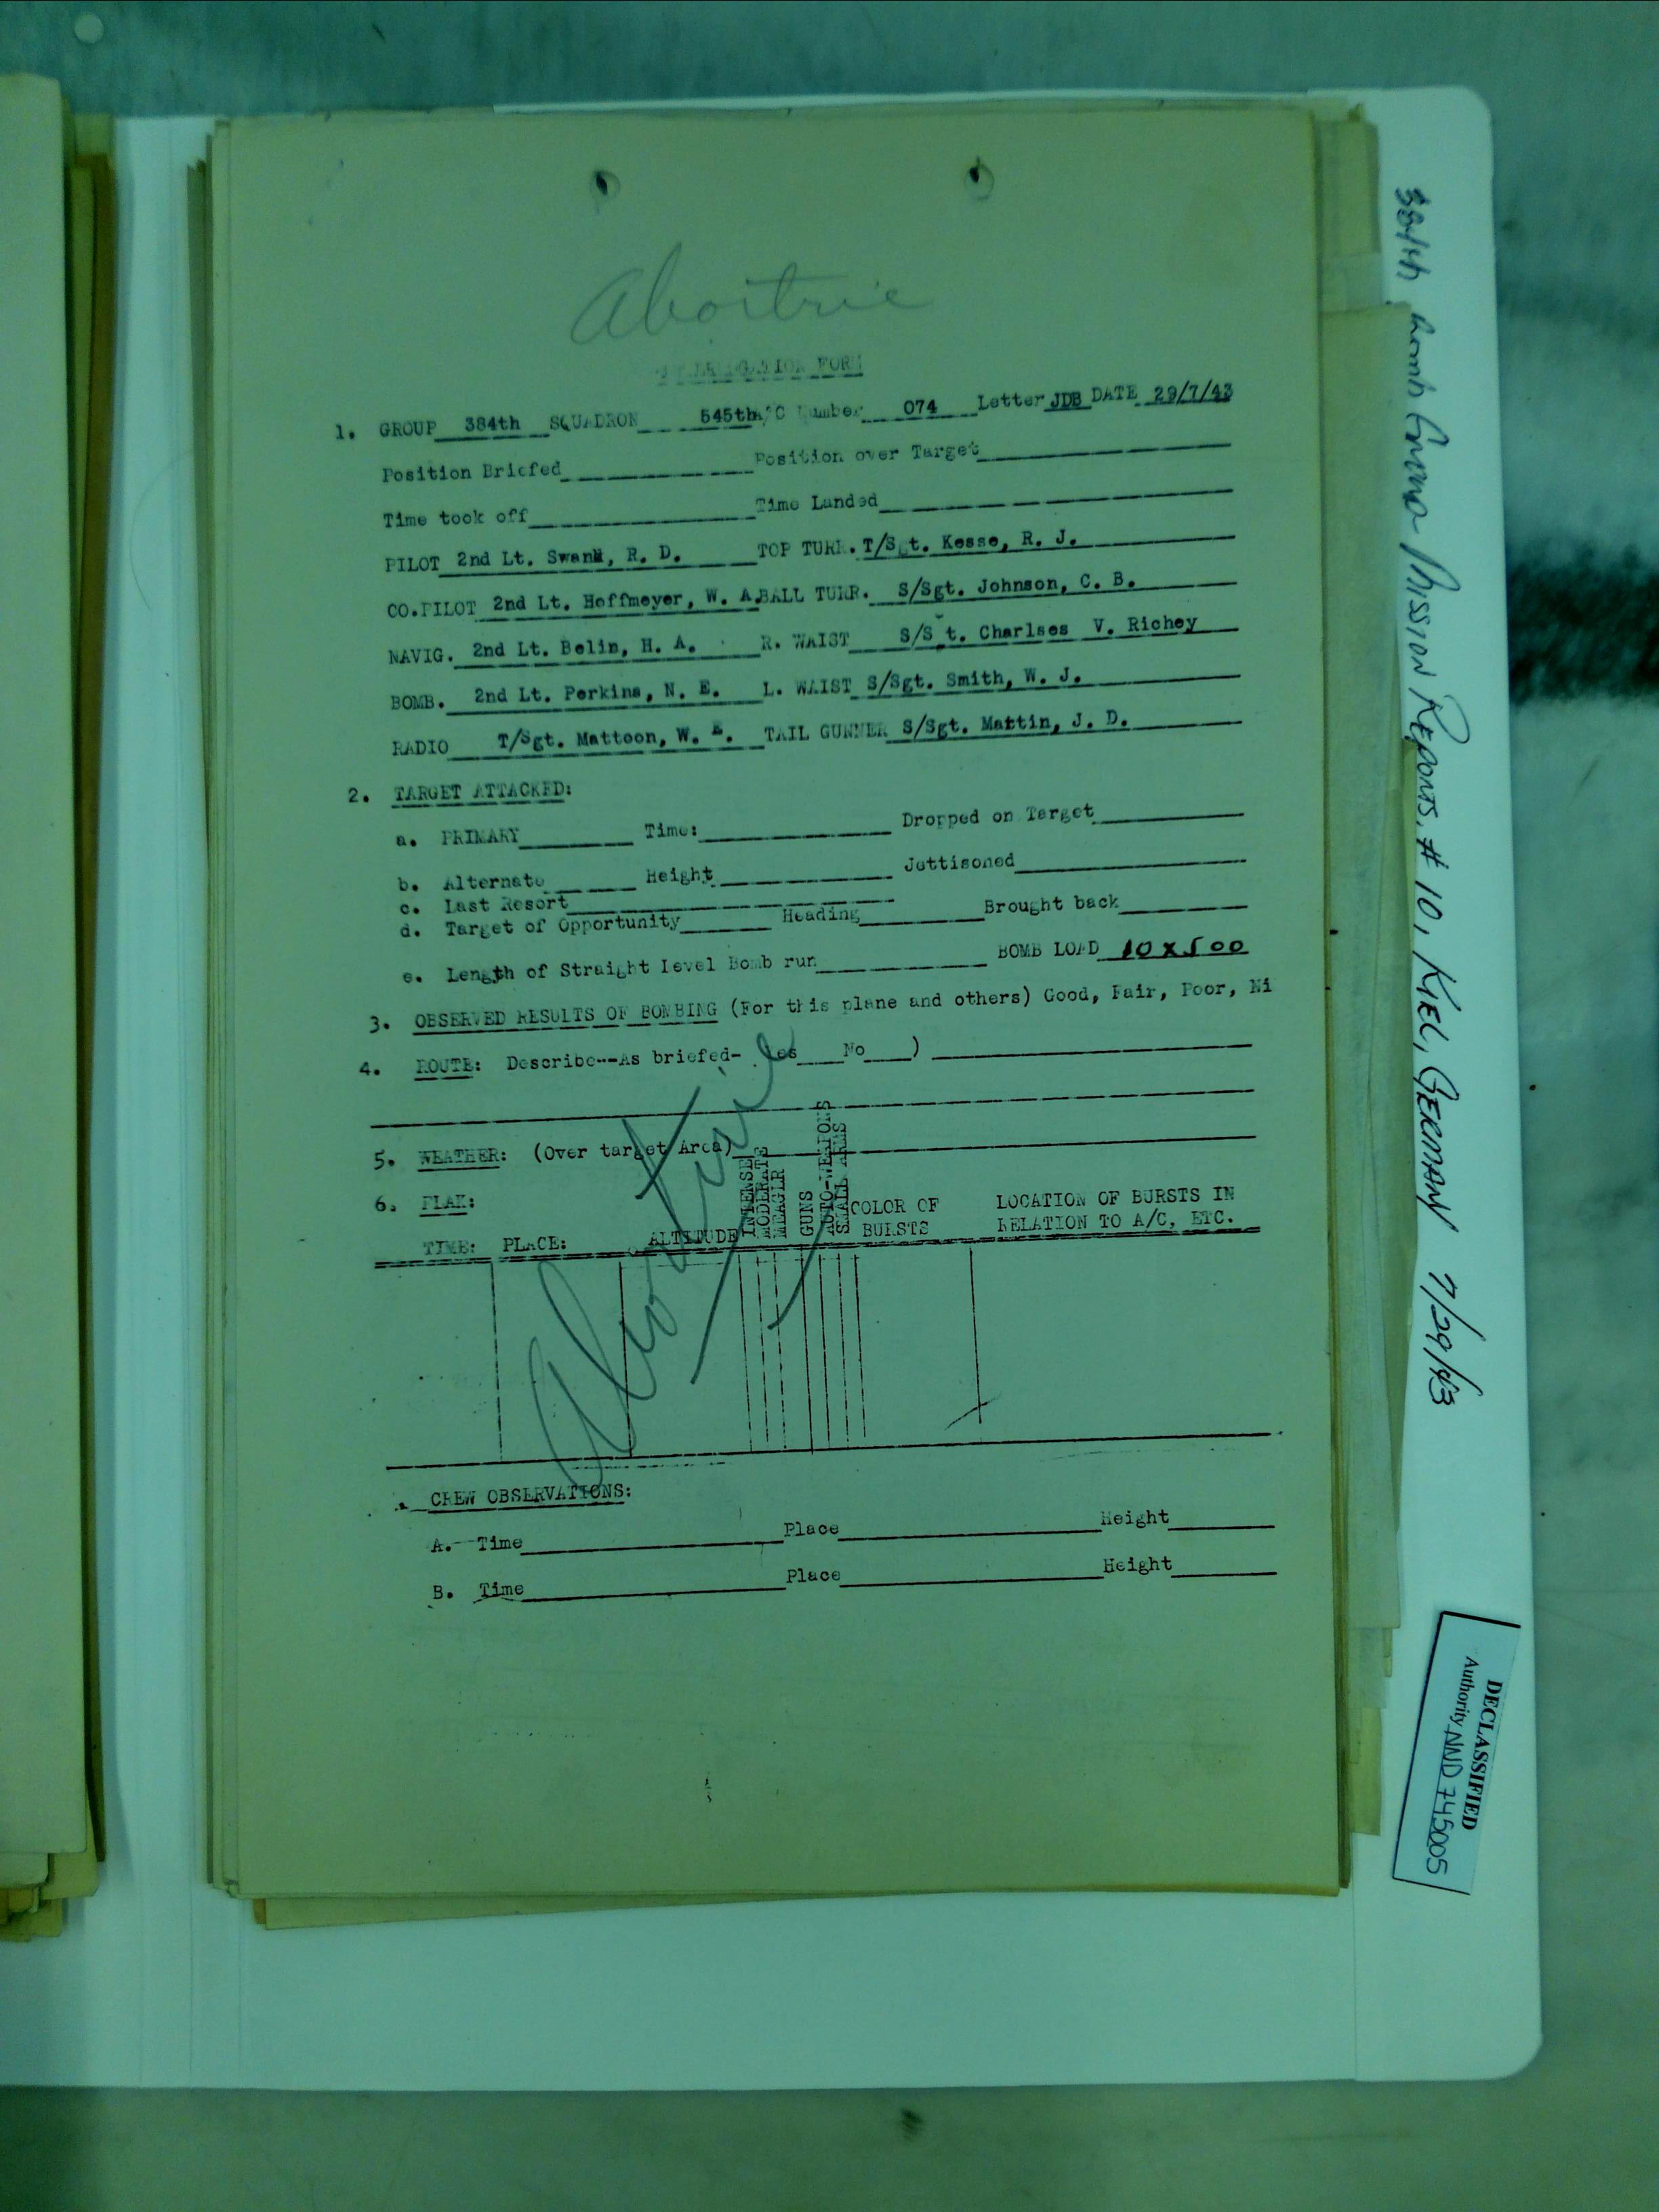 Abortive
INTERROGATION FORM
1. GROUP 384th SQUADRON 545th A/C Number 074 Letter JDB DATE 29/7/43
Position Briefed Position over Target
Time took off Time Landed
PILOT 2nd Lt. Swank, R. D. TOP TURR. T/Sgt. Kesse, R. J.
CO.PILOT 2nd Lt. Hoffmeyer, W. A. BALL TURR. S/Sgt. Johnson, C. B.
NAVIG. 2nd Lt. Belin, H. A. R. WAIST S/S t. Charlses V. Richey
BOMB. 2nd Lt. Perkins, N. E. L. WAIST S/Sgt. Smith, W. J.
RADIO T/Sgt. Mattoon, W. E. TAIL GUNNER S/Sgt. Mattin, J. D.
2. TARGET ATTACKED:
a. PRIMARY Time: Dropped on Target
b. Alternate Height Jettisoned
c. Last Resort
d. Target of Opportunity Heading Brought back
e. Length of Straight Level Bomb run BOMB LOAD 10 x 500
3. OBSERVED RESULTS OF BOMBING (For this plane and others) Good, Fair, Poor, Ni
4. ROUTE: Describe--As briefed- Yes No )
5. WEATHER: (Over target Area)
6. FLAK:
TIME: PLACE: ALTITUDE INTENSE MODERATE MEAGER GUNS AUTO-WEAPONS SMALL ARMS COLOR OF BURSTS LOCATION OF BURSTS IN RELATION TO A/C, ETC.
Abortive
CREW OBSERVATIONS:
A. Time Place Height
B. Time Place Height
384th Bomb Group Mission Reports, # 10, KIEL, GERMANY 7/29/43
DECLASSIFIED
Authority NND 745005